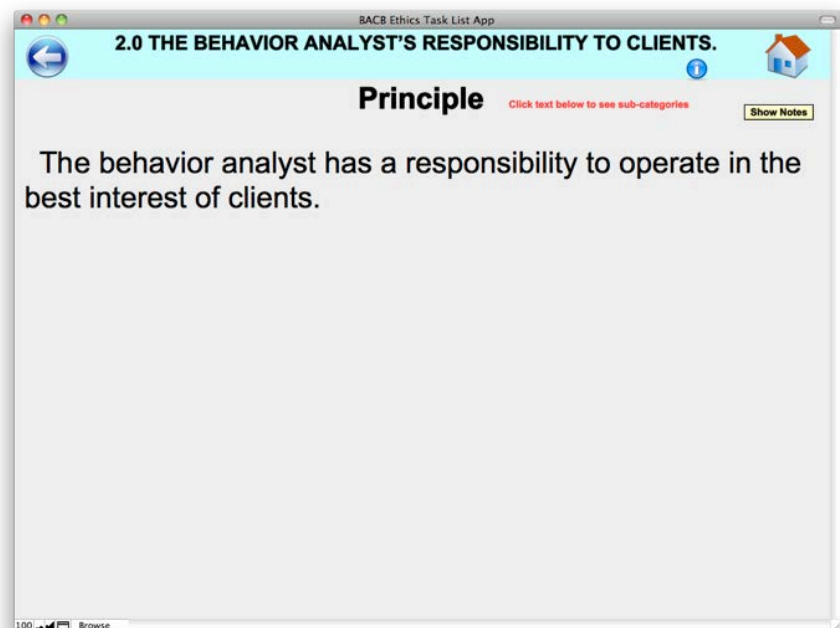 BACB Ethics Task List App
2.0 THE BEHAVIOR ANALYST'S RESPONSIBILITY TO CLIENTS.
i
Principle
Click text below to see sub-categories
Show Notes
The behavior analyst has a responsibility to operate in the
best interest of clients.
100 Browse